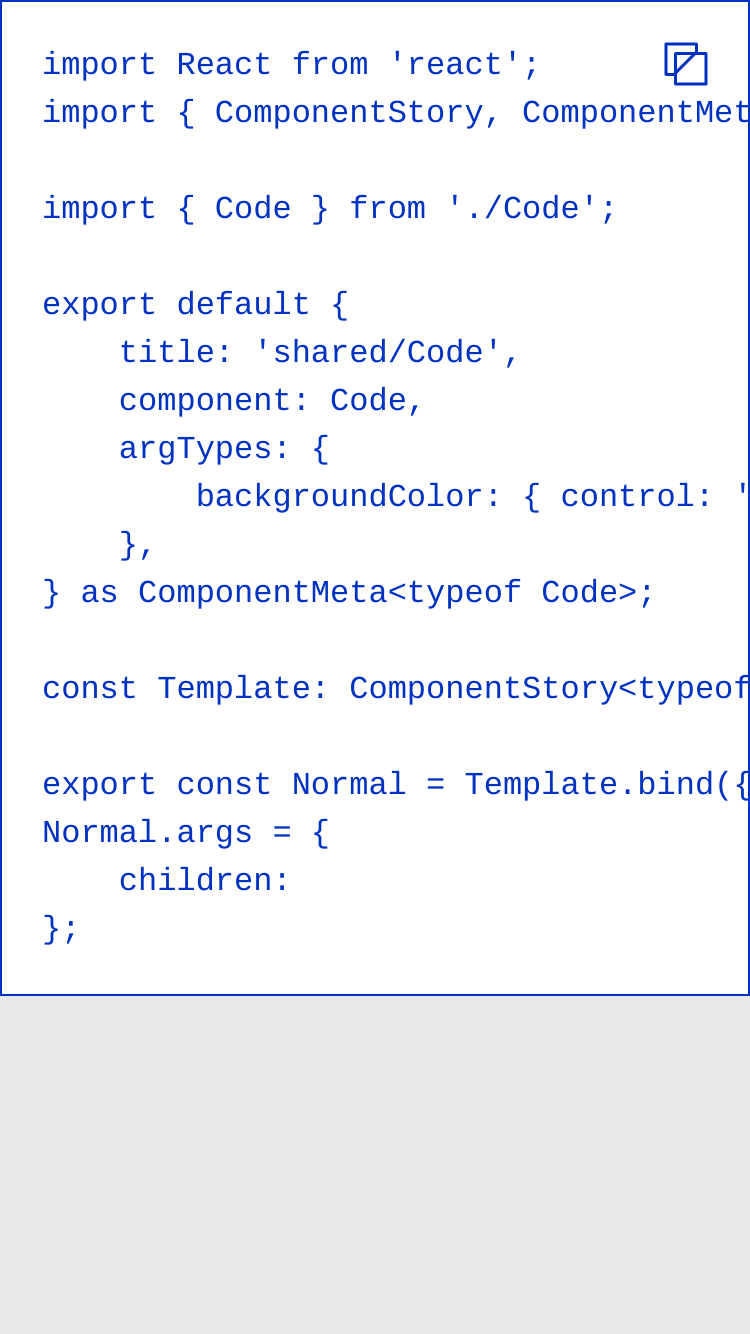 import React from 'react';
import { ComponentStory, ComponentMet
import { Code } from './Code';
export default {
title: 'shared/Code',
component: Code,
argTypes: {
backgroundColor: { control: '
},
} as ComponentMeta<typeof Code>;
const Template: ComponentStory<typeof
export const Normal = Template.bind({
Normal.args = {
children:
};